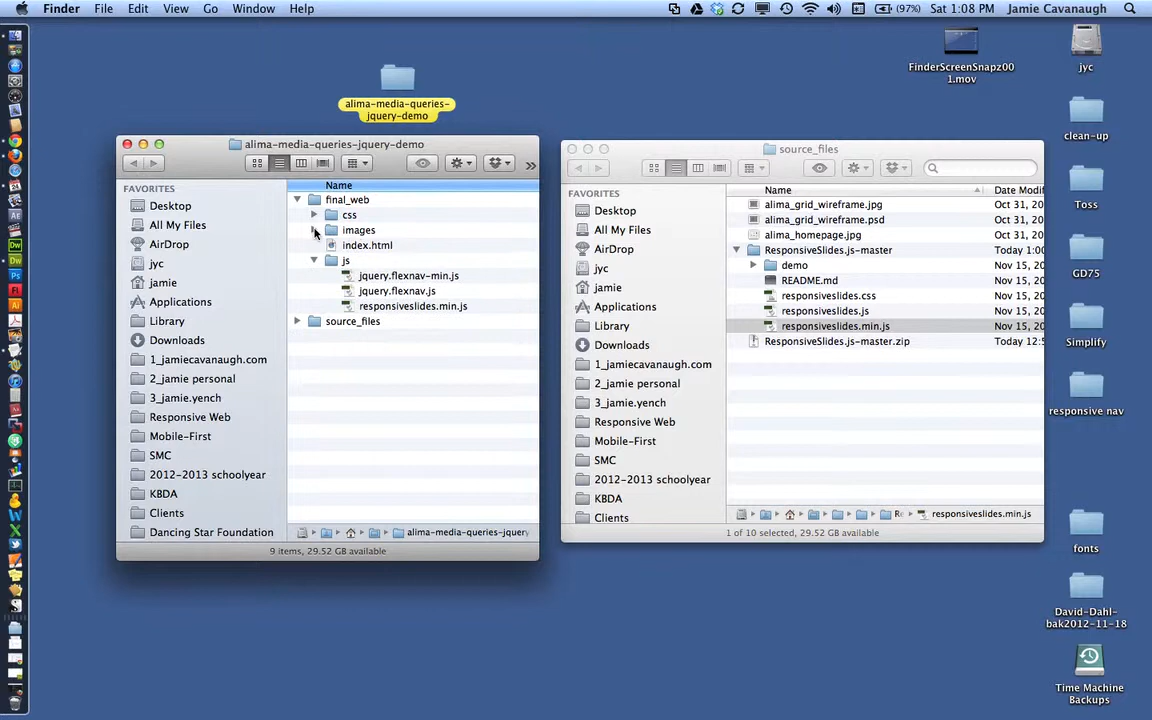 Finder File Edit View Go Window Help
(97%) Sat 1:08 PM Jamie Cavanaugh
FinderScreenSnapz00
1.mov
jyc
alima-media-queries-
jquery-demo
clean-up
Toss
GD75
Simplify
responsive nav
fonts
David-Dahl-
bak2012-11-18
Time Machine
Backups
alima-media-queries-jquery-demo
FAVORITES
Desktop
All My Files
AirDrop
jyc
jamie
Applications
Library
Downloads
1_jamiecavanaugh.com
2_jamie personal
3_jamie.yench
Responsive Web
Mobile-First
SMC
2012-2013 schoolyear
KBDA
Clients
Dancing Star Foundation
Name
final_web
css
images
index.html
js
jquery.flexnav-min.js
jquery.flexnav.js
responsiveslides.min.js
source_files
alima-media-queries-jquery
9 items, 29.52 GB available
source_files
FAVORITES
Desktop
All My Files
AirDrop
jyc
jamie
Applications
Library
Downloads
1_jamiecavanaugh.com
2_jamie personal
3_jamie.yench
Responsive Web
Mobile-First
SMC
2012-2013 schoolyear
KBDA
Clients
Name Date Modif
alima_grid_wireframe.jpg Oct 31, 20
alima_grid_wireframe.psd Oct 31, 20
alima_homepage.jpg Oct 31, 20
ResponsiveSlides.js-master Today 1:0
demo Nov 15, 20
README.md Nov 15, 20
responsiveslides.css Nov 15, 20
responsiveslides.js Nov 15, 20
responsiveslides.min.js Nov 15, 20
ResponsiveSlides.js-master.zip Today 12:5
responsiveslides.min.js
1 of 10 selected, 29.52 GB available